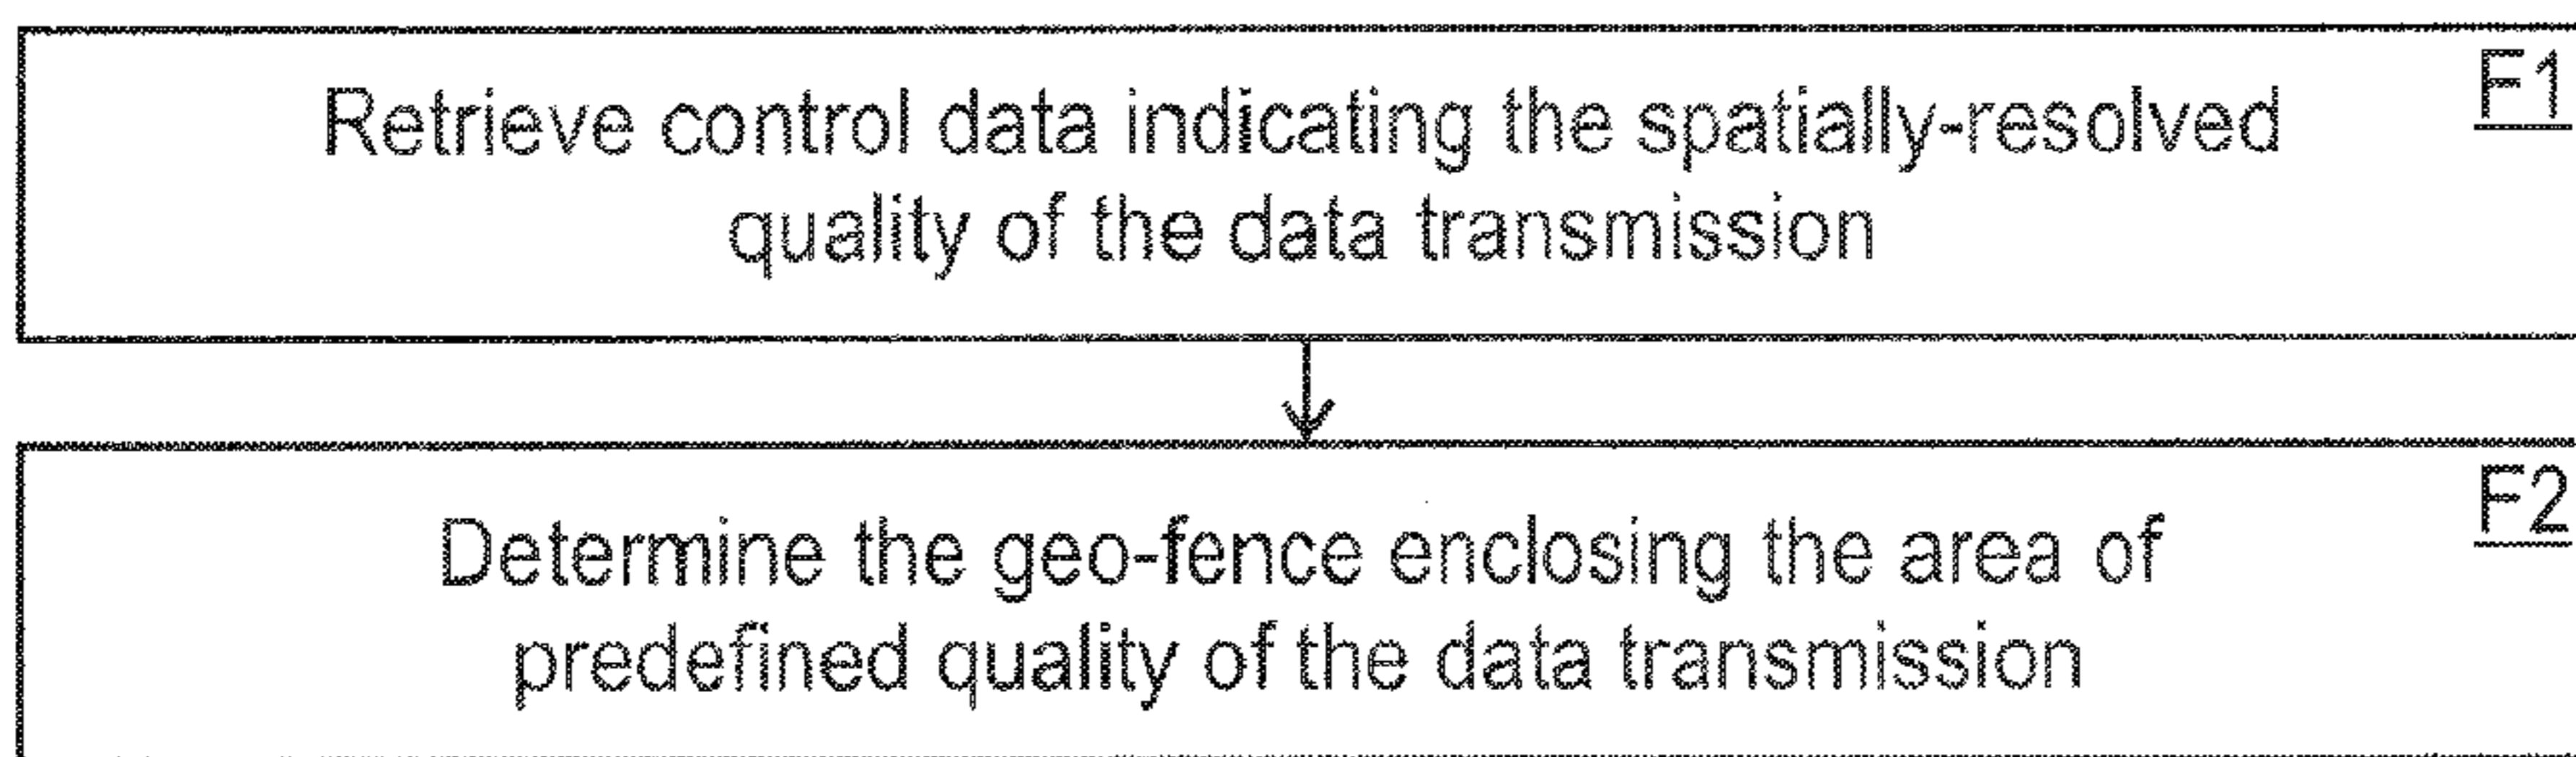 F1
Retrieve control data indicating the spatially-resolved
quality of the data transmission
F2
Determine the geo-fence enclosing the area of
predefined quality of the data transmission